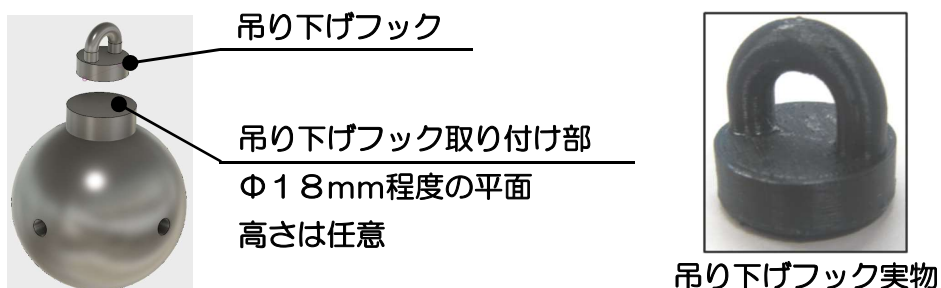 吊り下げフック
吊り下げフック取り付け部
Φ18mm程度の平面
高さは任意
吊り下げフック実物